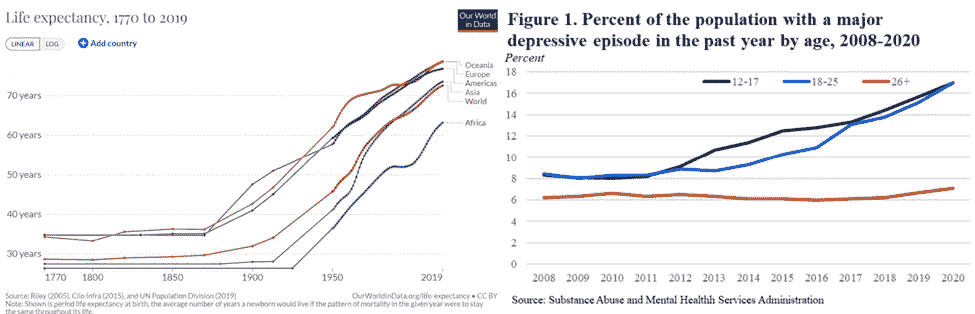 Life expectancy, 1770 to 2019
Our World
in Data
LINEAR LOG Add country
70 years
60 years
50 years
40 years
30 years
Oceania
Europe
Americas
Asia
World
Africa
1770 1800 1850 1900 1950 2019
Source: Riley (2005), Clio Infra (2015), and UN Population Division (2019)
OurWorldInData.org/life-expectancy • CC BY
Note: Shown is period life expectancy at birth, the average number of years a newborn would live if the pattern of mortality in the given year were to stay
the same throughout its life.
Figure 1. Percent of the population with a major
depressive episode in the past year by age, 2008-2020
Percent
12-17 18-25 26+
18
16
14
12
10
8
6
4
2
0
2008 2009 2010 2011 2012 2013 2014 2015 2016 2017 2018 2019 2020
Source: Substance Abuse and Mental Healthh Services Administration